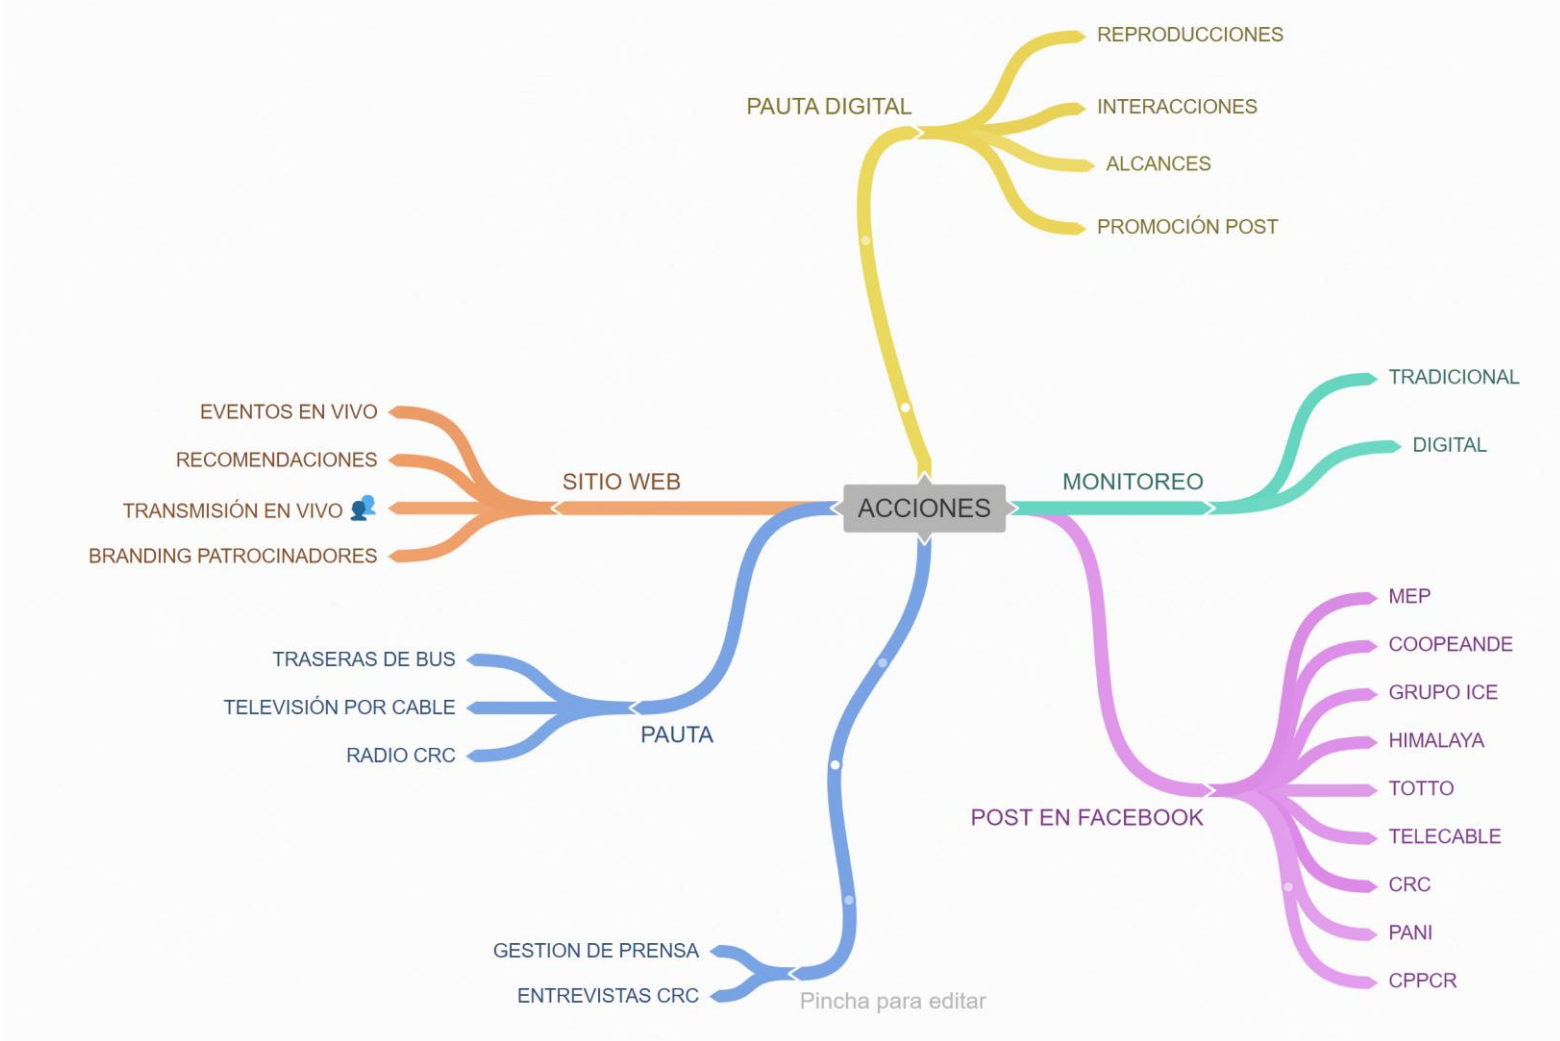 PAUTA DIGITAL
REPRODUCCIONES
INTERACCIONES
ALCANCES
PROMOCIÓN POST
ACCIONES
MONITOREO
TRADICIONAL
DIGITAL
SITIO WEB
EVENTOS EN VIVO
RECOMENDACIONES
TRANSMISIÓN EN VIVO
BRANDING PATROCINADORES
PAUTA
TRASERAS DE BUS
TELEVISIÓN POR CABLE
RADIO CRC
POST EN FACEBOOK
MEP
COOPEANDE
GRUPO ICE
HIMALAYA
TOTTO
TELECABLE
CRC
PANI
CPPCR
GESTION DE PRENSA
ENTREVISTAS CRC
Pincha para editar